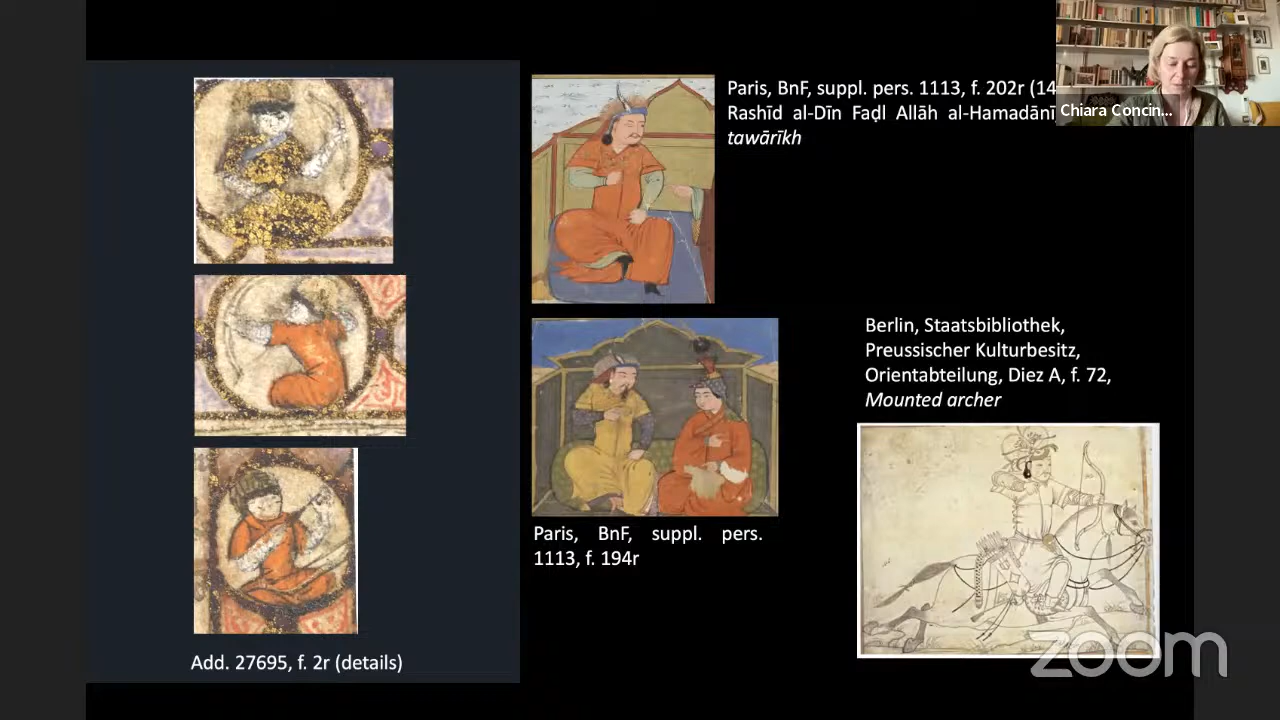 Paris, BnF, suppl. pers. 1113, f. 202r (14
Rashīd al-Dīn Faḍl Allāh al-Hamadānī
tawārīkh
Chiara Concin...
Berlin, Staatsbibliothek,
Preussischer Kulturbesitz,
Orientabteilung, Diez A, f. 72,
Mounted archer
Paris, BnF, suppl. pers.
1113, f. 194r
Add. 27695, f. 2r (details)
zoom